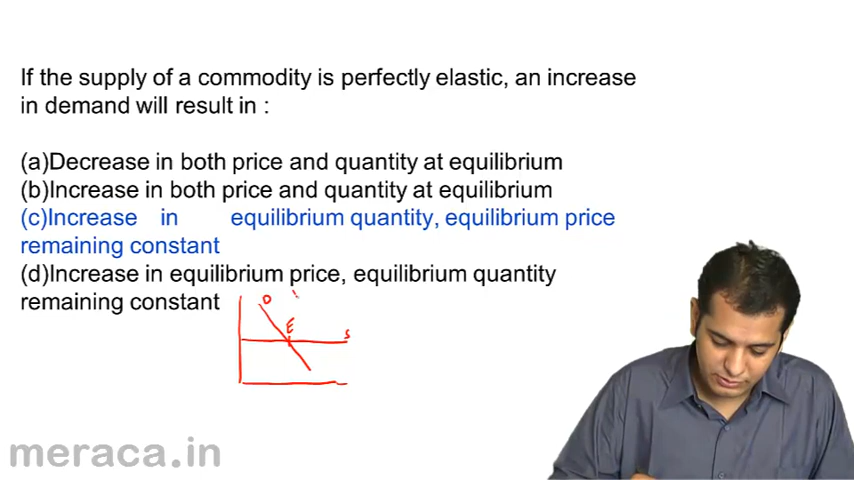 If the supply of a commodity is perfectly elastic, an increase
in demand will result in :
(a)Decrease in both price and quantity at equilibrium
(b)Increase in both price and quantity at equilibrium
(c)Increase in equilibrium quantity, equilibrium price
remaining constant
(d)Increase in equilibrium price, equilibrium quantity
remaining constant
D
E
S
meraca.in